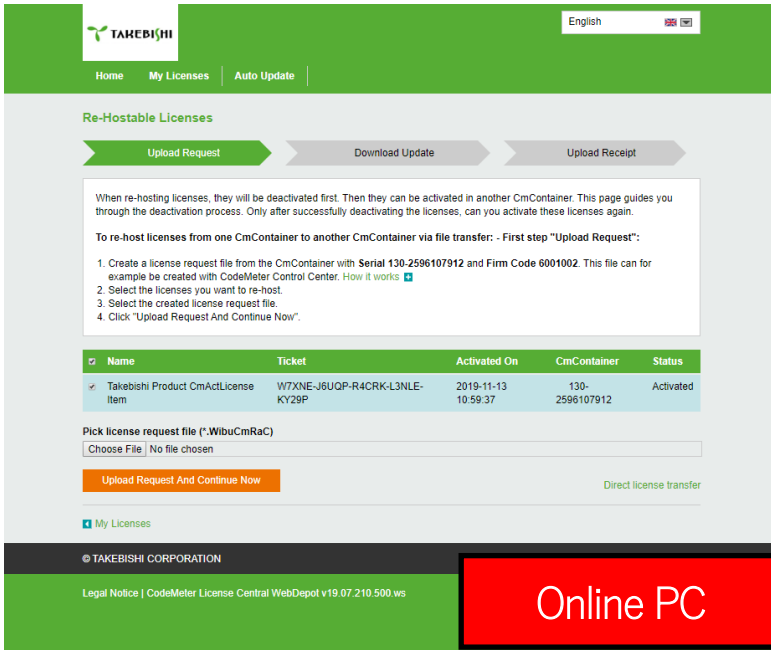 TAKEBISHI
English
Home My Licenses Auto Update
Re-Hostable Licenses
Upload Request Download Update Upload Receipt
When re-hosting licenses, they will be deactivated first. Then they can be activated in another CmContainer. This page guides you
through the deactivation process. Only after successfully deactivating the licenses, can you activate these licenses again.
To re-host licenses from one CmContainer to another CmContainer via file transfer: - First step "Upload Request":
1. Create a license request file from the CmContainer with Serial 130-2596107912 and Firm Code 6001002. This file can for
example be created with CodeMeter Control Center. How it works
2. Select the licenses you want to re-host.
3. Select the created license request file.
4. Click "Upload Request And Continue Now".
Name Ticket Activated On CmContainer Status
Takebishi Product CmActLicense W7XNE-J6UQP-R4CRK-L3NLE- 2019-11-13 130- Activated
Item KY29P 10:59:37 2596107912
Pick license request file (*.WibuCmRaC)
Choose File No file chosen
Upload Request And Continue Now
Direct license transfer
My Licenses
© TAKEBISHI CORPORATION
Legal Notice | CodeMeter License Central WebDepot v19.07.210.500.ws
Online PC